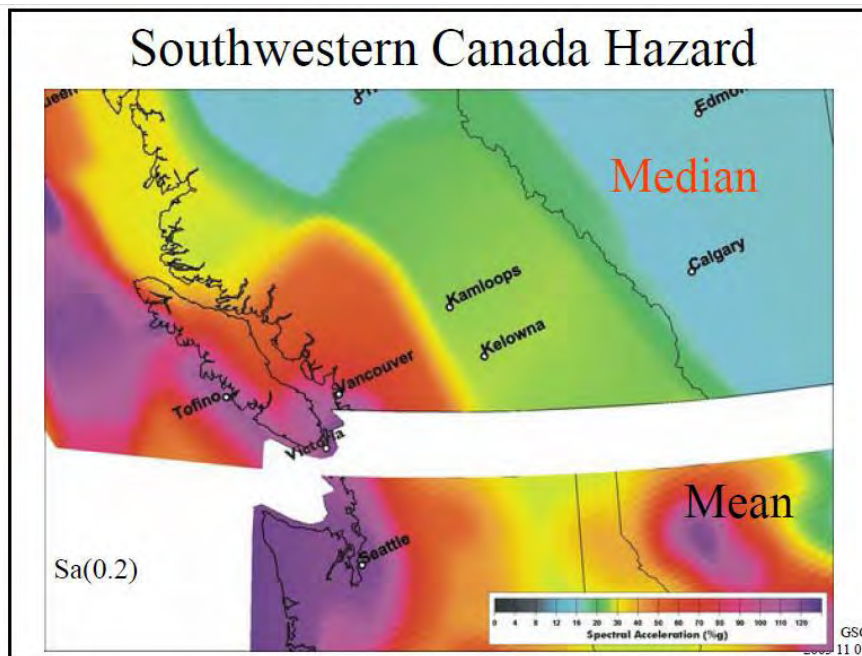 Southwestern Canada Hazard
Median
Calgary
Kamloops
Kelowna
Vancouver
Tofino
Victoria
Mean
Seattle
Sa(0.2)
0 4 8 12 16 20 30 40 50 60 70 80 90 100 120
Spectral Acceleration (%g)